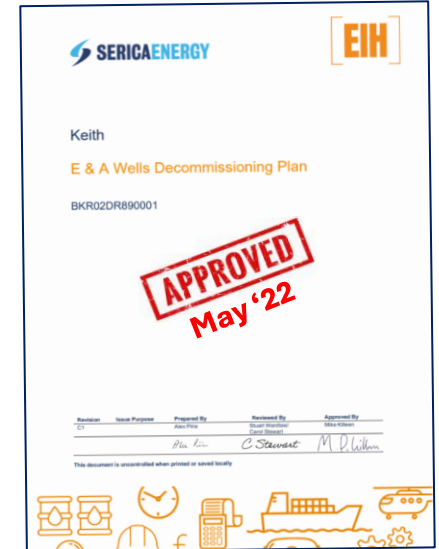 SERICAENERGY
EIH
Keith
E & A Wells Decommissioning Plan
BKR02DR890001
APPROVED
May '22
Revision Issue Purpose Prepared By Reviewed By Approved By
C1 Alex Pirie Stuart Wordsall Mike Killeen
Carol Stewart
C. Stewart
This document is uncontrolled when printed or saved locally
£